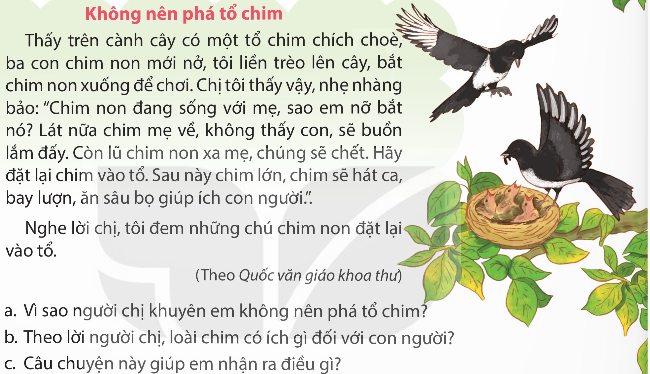 Không nên phá tổ chim
Thấy trên cành cây có một tổ chim chích choè,
ba con chim non mới nở, tôi liền trèo lên cây, bắt
chim non xuống để chơi. Chị tôi thấy vậy, nhẹ nhàng
bảo: “Chim non đang sống với mẹ, sao em nỡ bắt
nó? Lát nữa chim mẹ về, không thấy con, sẽ buồn
lắm đấy. Còn lũ chim non xa mẹ, chúng sẽ chết. Hãy
đặt lại chim vào tổ. Sau này chim lớn, chim sẽ hát ca,
bay lượn, ăn sâu bọ giúp ích con người.”.
Nghe lời chị, tôi đem những chú chim non đặt lại
vào tổ.
(Theo Quốc văn giáo khoa thư)
a. Vì sao người chị khuyên em không nên phá tổ chim?
b. Theo lời người chị, loài chim có ích gì đối với con người?
c. Câu chuyện này giúp em nhận ra điều gì?